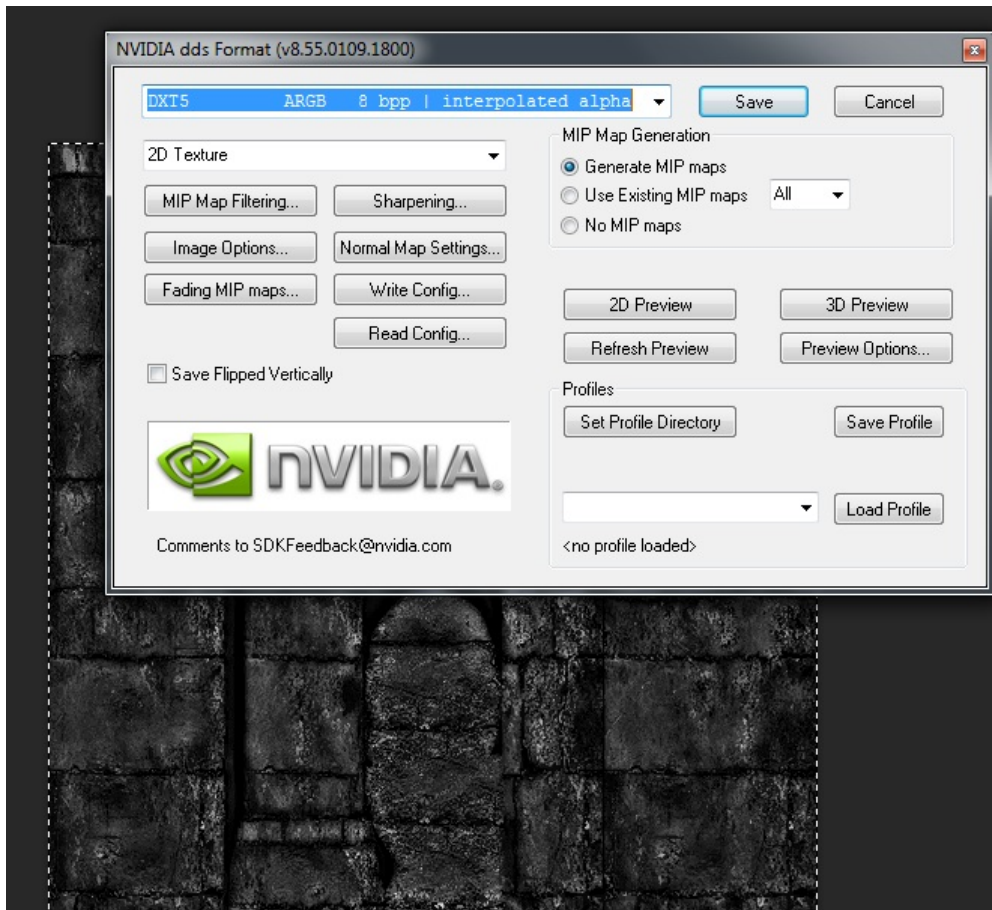 NVIDIA dds Format (v8.55.0109.1800)
DXT5 ARGB 8 bpp | interpolated alpha
Save
Cancel
2D Texture
MIP Map Generation
Generate MIP maps
Use Existing MIP maps
All
No MIP maps
MIP Map Filtering...
Sharpening...
Image Options...
Normal Map Settings...
Fading MIP maps...
Write Config...
Read Config...
2D Preview
3D Preview
Refresh Preview
Preview Options...
Save Flipped Vertically
Profiles
Set Profile Directory
Save Profile
Load Profile
<no profile loaded>
NVIDIA.
Comments to SDKFeedback@nvidia.com